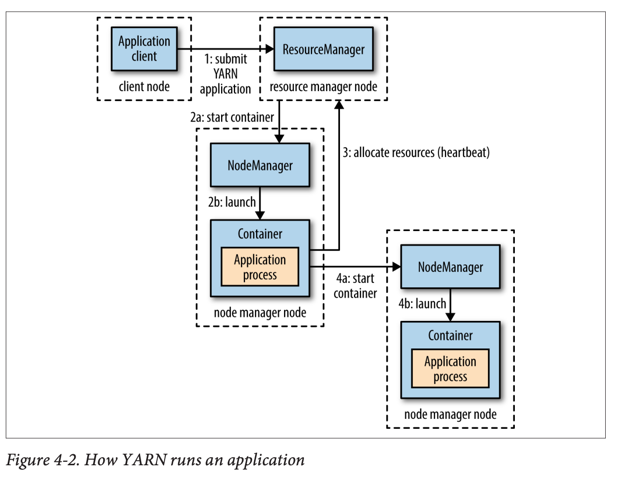 Application
client
client node
1: submit
YARN
application
ResourceManager
resource manager node
2a: start container
3: allocate resources (heartbeat)
NodeManager
2b: launch
Container
Application
process
node manager node
4a: start
container
NodeManager
4b: launch
Container
Application
process
node manager node
Figure 4-2. How YARN runs an application